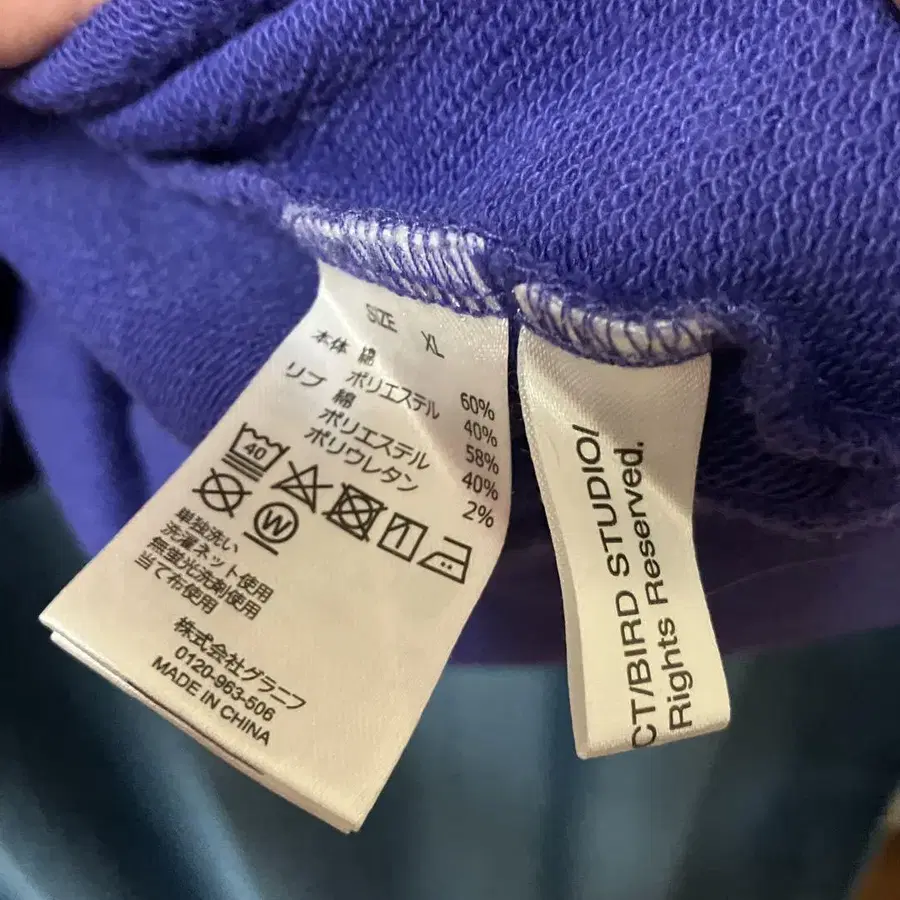 SIZE XL
本体 綿 60%
ポリエステル 40%
リブ 綿 58%
ポリエステル 40%
ポリウレタン 2%
40
W
単独洗い
洗濯ネット使用
無蛍光洗剤使用
当て布使用
株式会社グラニフ
0120-963-506
MADE IN CHINA
CT/BIRD STUDIO/
Rights Reserved.